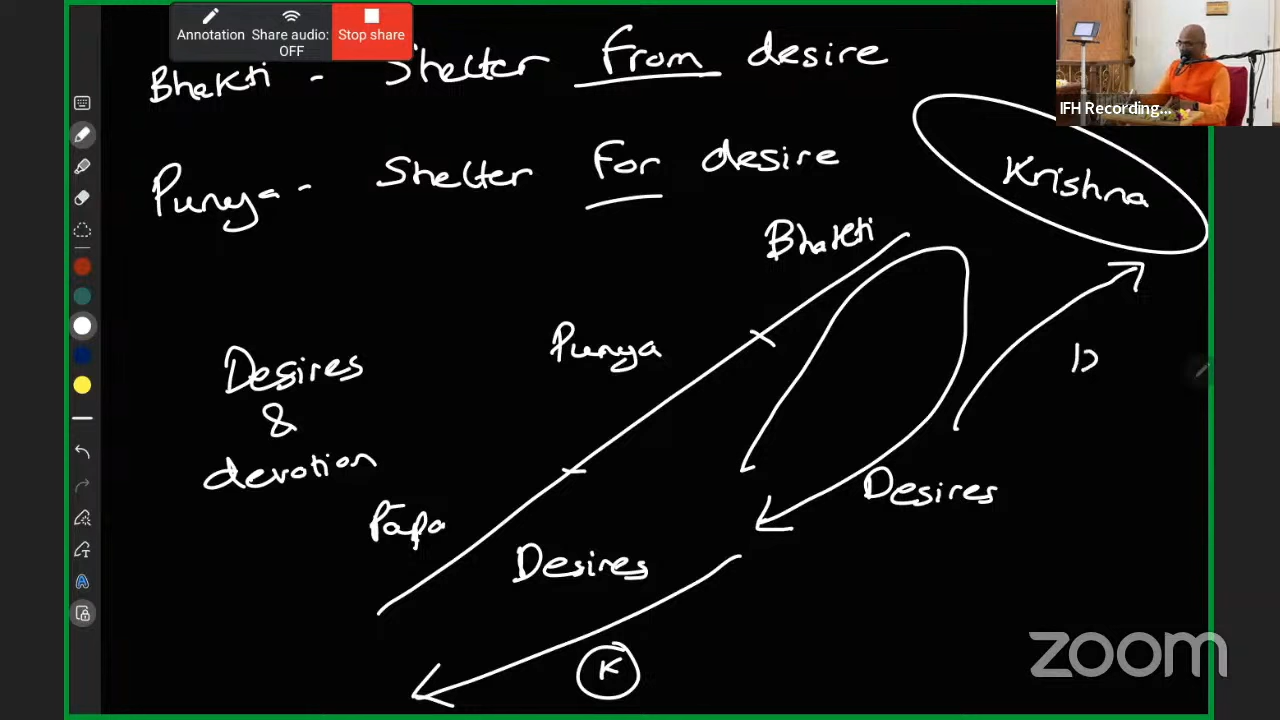 Annotation
Share audio:
OFF
Stop share
Bhakti - Shelter From desire
IFH Recording...
Punya - Shelter For desire
Krishna
Bhakti
Punya
Desires
&
devotion
Desires
Papa
Desires
K
zoom